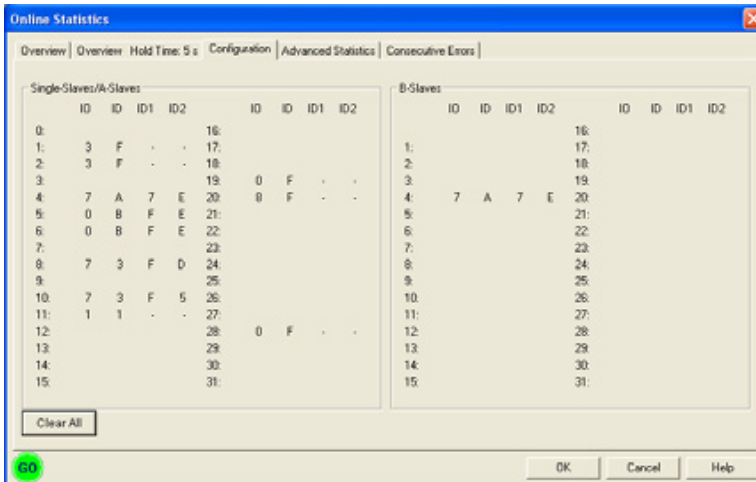 Online Statistics
Overview Overview Hold Time: 5 s Configuration Advanced Statistics Consecutive Errors
Single-Slaves/A-Slaves B-Slaves
IO ID ID1 ID2 IO ID ID1 ID2 IO ID ID1 ID2 IO ID ID1 ID2
0: 16: 16:
1: 3 F - - 17: 1: 17:
2: 3 F - - 18: 2: 18:
3: 19: 0 F - - 3: 19:
4: 7 A 7 E 20: 8 F - - 4: 7 A 7 E 20:
5: 0 B F E 21: 5: 21:
6: 0 B F E 22: 6: 22:
7: 23: 7: 23:
8: 7 3 F D 24: 8: 24:
9: 25: 9: 25:
10: 7 3 F 5 26: 10: 26:
11: 1 1 - - 27: 11: 27:
12: 28: 0 F - - 12: 28:
13: 29: 13: 29:
14: 30: 14: 30:
15: 31: 15: 31:
Clear All
GO OK Cancel Help